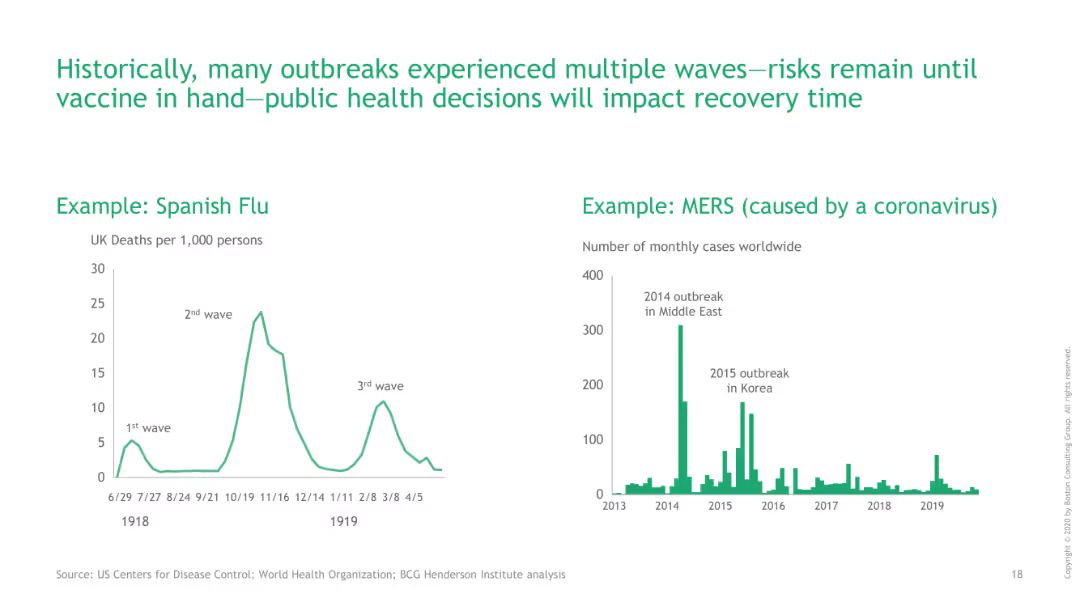 Historically, many outbreaks experienced multiple waves—risks remain until
vaccine in hand—public health decisions will impact recovery time
Example: Spanish Flu
UK Deaths per 1,000 persons
30
25
20
15
10
5
0
1st wave
2nd wave
3rd wave
6/29 7/27 8/24 9/21 10/19 11/16 12/14 1/11 2/8 3/8 4/5
1918 1919
Example: MERS (caused by a coronavirus)
Number of monthly cases worldwide
400
300
200
100
0
2014 outbreak
in Middle East
2015 outbreak
in Korea
2013 2014 2015 2016 2017 2018 2019
Source: US Centers for Disease Control; World Health Organization; BCG Henderson Institute analysis
18
Copyright © 2020 by Boston Consulting Group. All rights reserved.